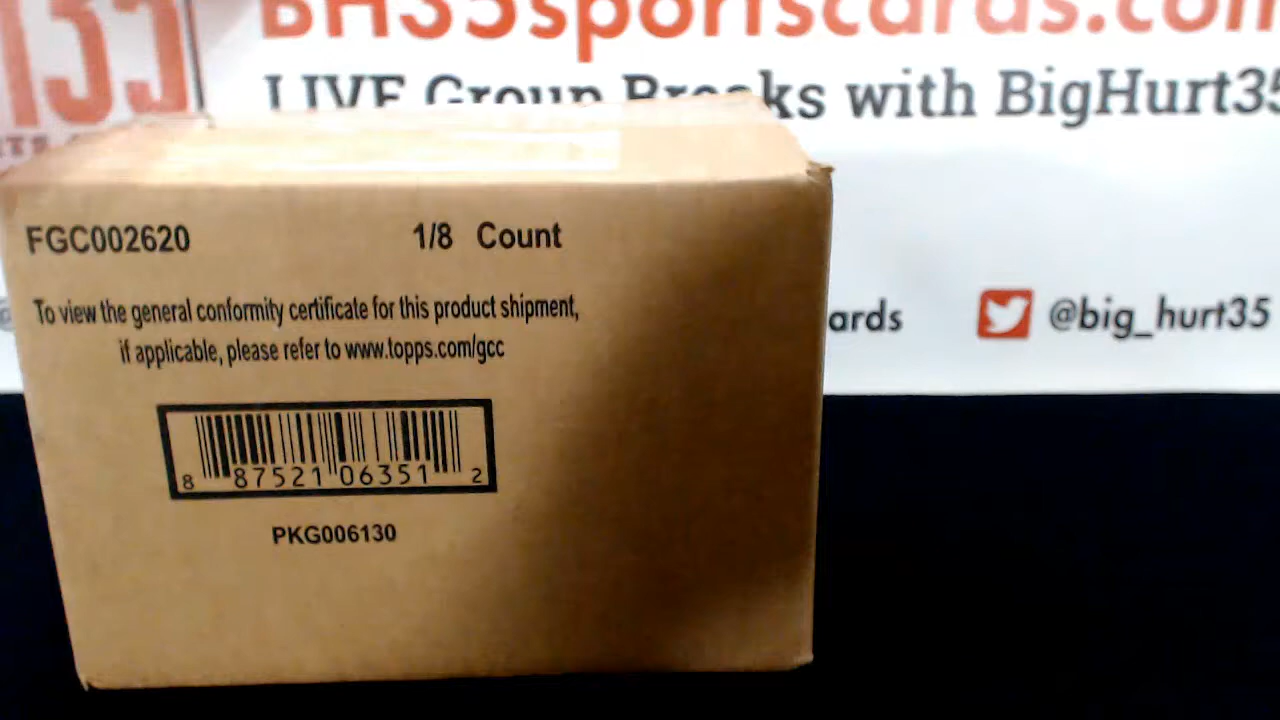 135
BH35sportscards.com
LIVE Group Breaks with BigHurt35
FGC002620 1/8 Count
To view the general conformity certificate for this product shipment,
if applicable, please refer to www.topps.com/gcc
ards @big_hurt35
8 87521 06351 2
PKG006130